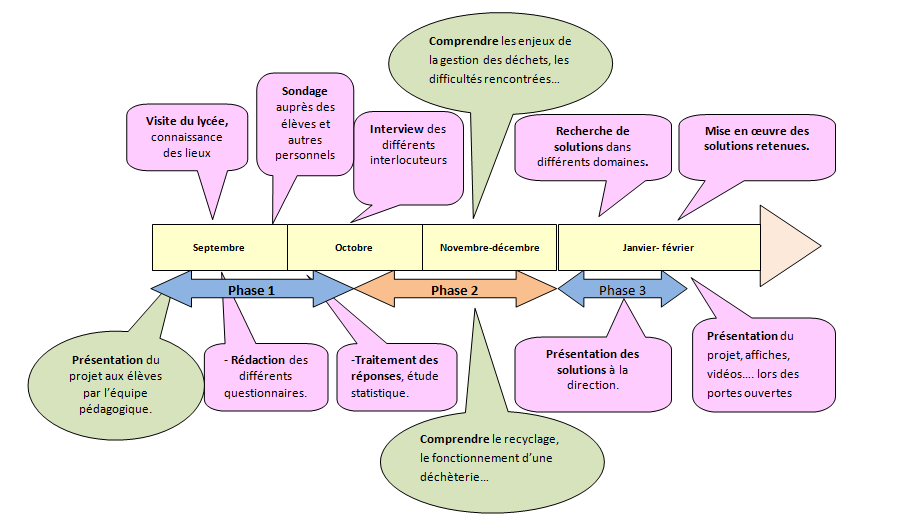 Comprendre les enjeux de
la gestion des déchets, les
difficultés rencontrées...
Visite du lycée,
connaissance
des lieux
Sondage
auprès des
élèves et
autres
personnels
Interview des
différents
interlocuteurs
Recherche de
solutions dans
différents domaines.
Mise en œuvre des
solutions retenues.
Septembre
Octobre
Novembre-décembre
Janvier- février
Phase 1
Phase 2
Phase 3
Présentation du
projet aux élèves
par l'équipe
pédagogique.
- Rédaction des
différents
questionnaires.
-Traitement des
réponses, étude
statistique.
Présentation des
solutions à la
direction.
Présentation du
projet, affiches,
vidéos.... lors des
portes ouvertes
Comprendre le recyclage,
le fonctionnement d'une
déchèterie...